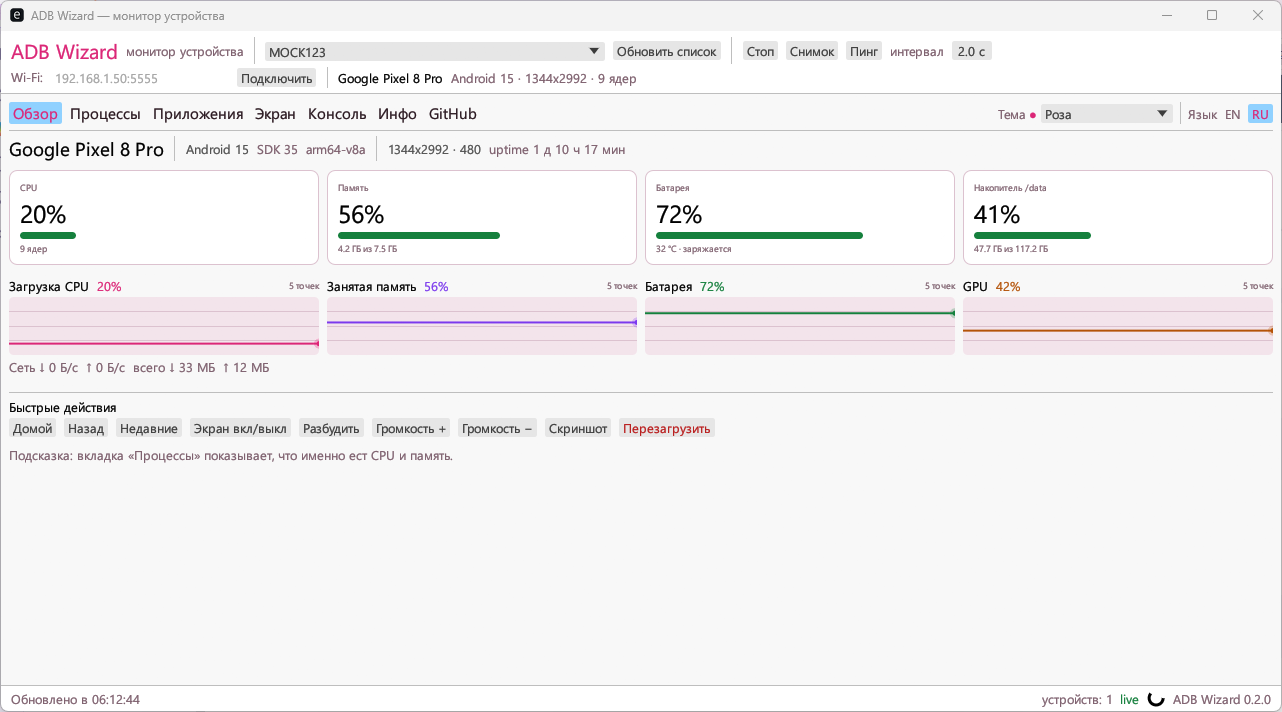 ADB Wizard — монитор устройства
ADB Wizard монитор устройства МОСК123 Обновить список Стоп Снимок Пинг интервал 2.0 с
Wi-Fi: 192.168.1.50:5555 Подключить Google Pixel 8 Pro Android 15 · 1344x2992 · 9 ядер
Обзор Процессы Приложения Экран Консоль Инфо GitHub Тема Роза Язык EN RU
Google Pixel 8 Pro Android 15 SDK 35 arm64-v8a 1344x2992 · 480 uptime 1 д 10 ч 17 мин
CPU Память Батарея Накопитель /data
20% 56% 72% 41%
9 ядер 4.2 ГБ из 7.5 ГБ 32 °C · заряжается 47.7 ГБ из 117.2 ГБ
Загрузка CPU 20% 5 точек Занятая память 56% 5 точек Батарея 72% 5 точек GPU 42% 5 точек
Сеть ↓ 0 Б/с ↑ 0 Б/с всего ↓ 33 МБ ↑ 12 МБ
Быстрые действия
Домой Назад Недавние Экран вкл/выкл Разбудить Громкость + Громкость − Скриншот Перезагрузить
Подсказка: вкладка «Процессы» показывает, что именно ест CPU и память.
Обновлено в 06:12:44 устройств: 1 live ADB Wizard 0.2.0